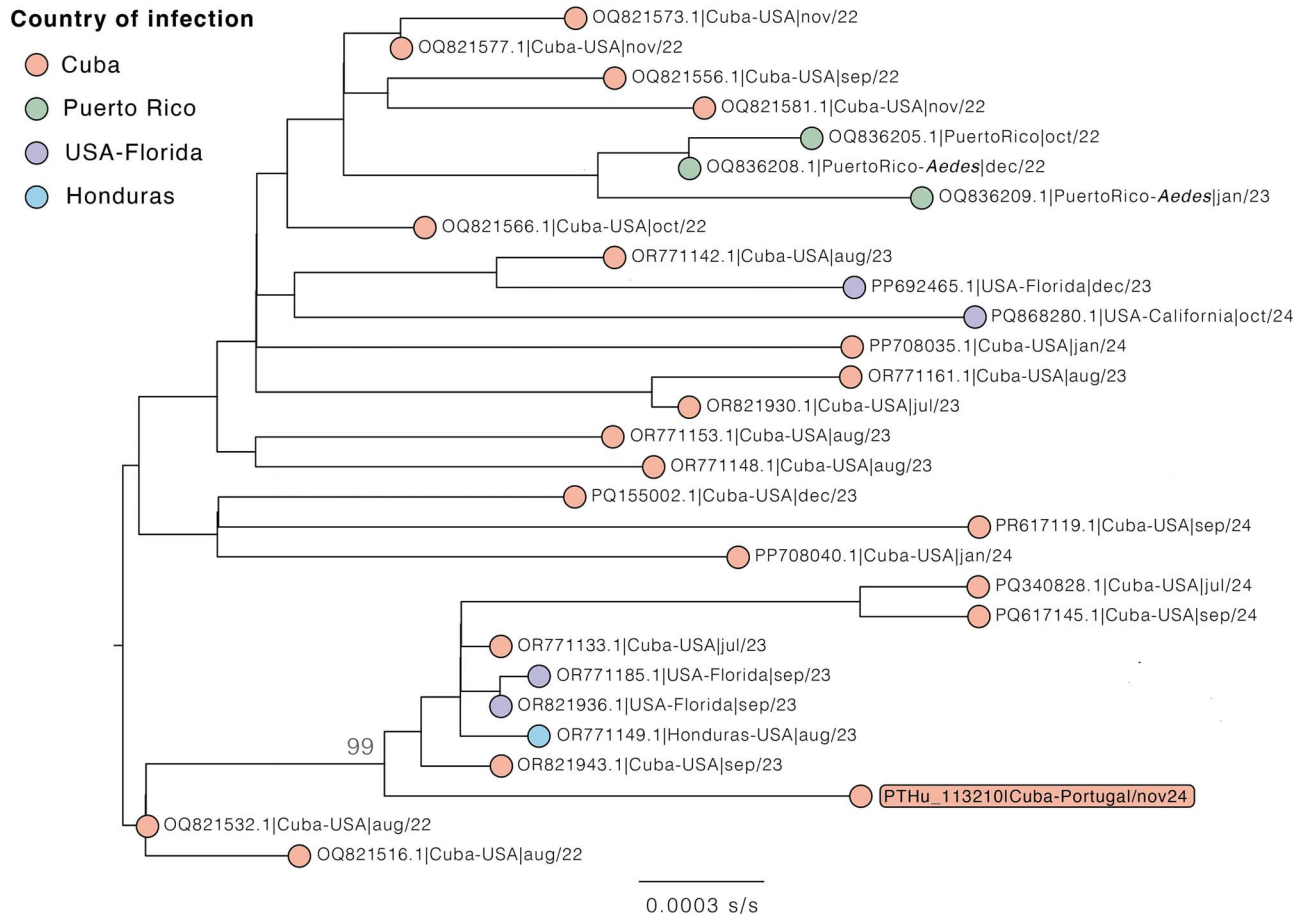 Country of infection
Cuba
Puerto Rico
USA-Florida
Honduras
OQ821573.1|Cuba-USA|nov/22
OQ821577.1|Cuba-USA|nov/22
OQ821556.1|Cuba-USA|sep/22
OQ821581.1|Cuba-USA|nov/22
OQ836205.1|PuertoRico|oct/22
OQ836208.1|PuertoRico-Aedes|dec/22
OQ836209.1|PuertoRico-Aedes|jan/23
OQ821566.1|Cuba-USA|oct/22
OR771142.1|Cuba-USA|aug/23
PP692465.1|USA-Florida|dec/23
PQ868280.1|USA-California|oct/24
PP708035.1|Cuba-USA|jan/24
OR771161.1|Cuba-USA|aug/23
OR821930.1|Cuba-USA|jul/23
OR771153.1|Cuba-USA|aug/23
OR771148.1|Cuba-USA|aug/23
PQ155002.1|Cuba-USA|dec/23
PR617119.1|Cuba-USA|sep/24
PP708040.1|Cuba-USA|jan/24
PQ340828.1|Cuba-USA|jul/24
PQ617145.1|Cuba-USA|sep/24
OR771133.1|Cuba-USA|jul/23
OR771185.1|USA-Florida|sep/23
OR821936.1|USA-Florida|sep/23
OR771149.1|Honduras-USA|aug/23
99
OR821943.1|Cuba-USA|sep/23
PTHu_113210|Cuba-Portugal/nov24
OQ821532.1|Cuba-USA|aug/22
OQ821516.1|Cuba-USA|aug/22
0.0003 s/s